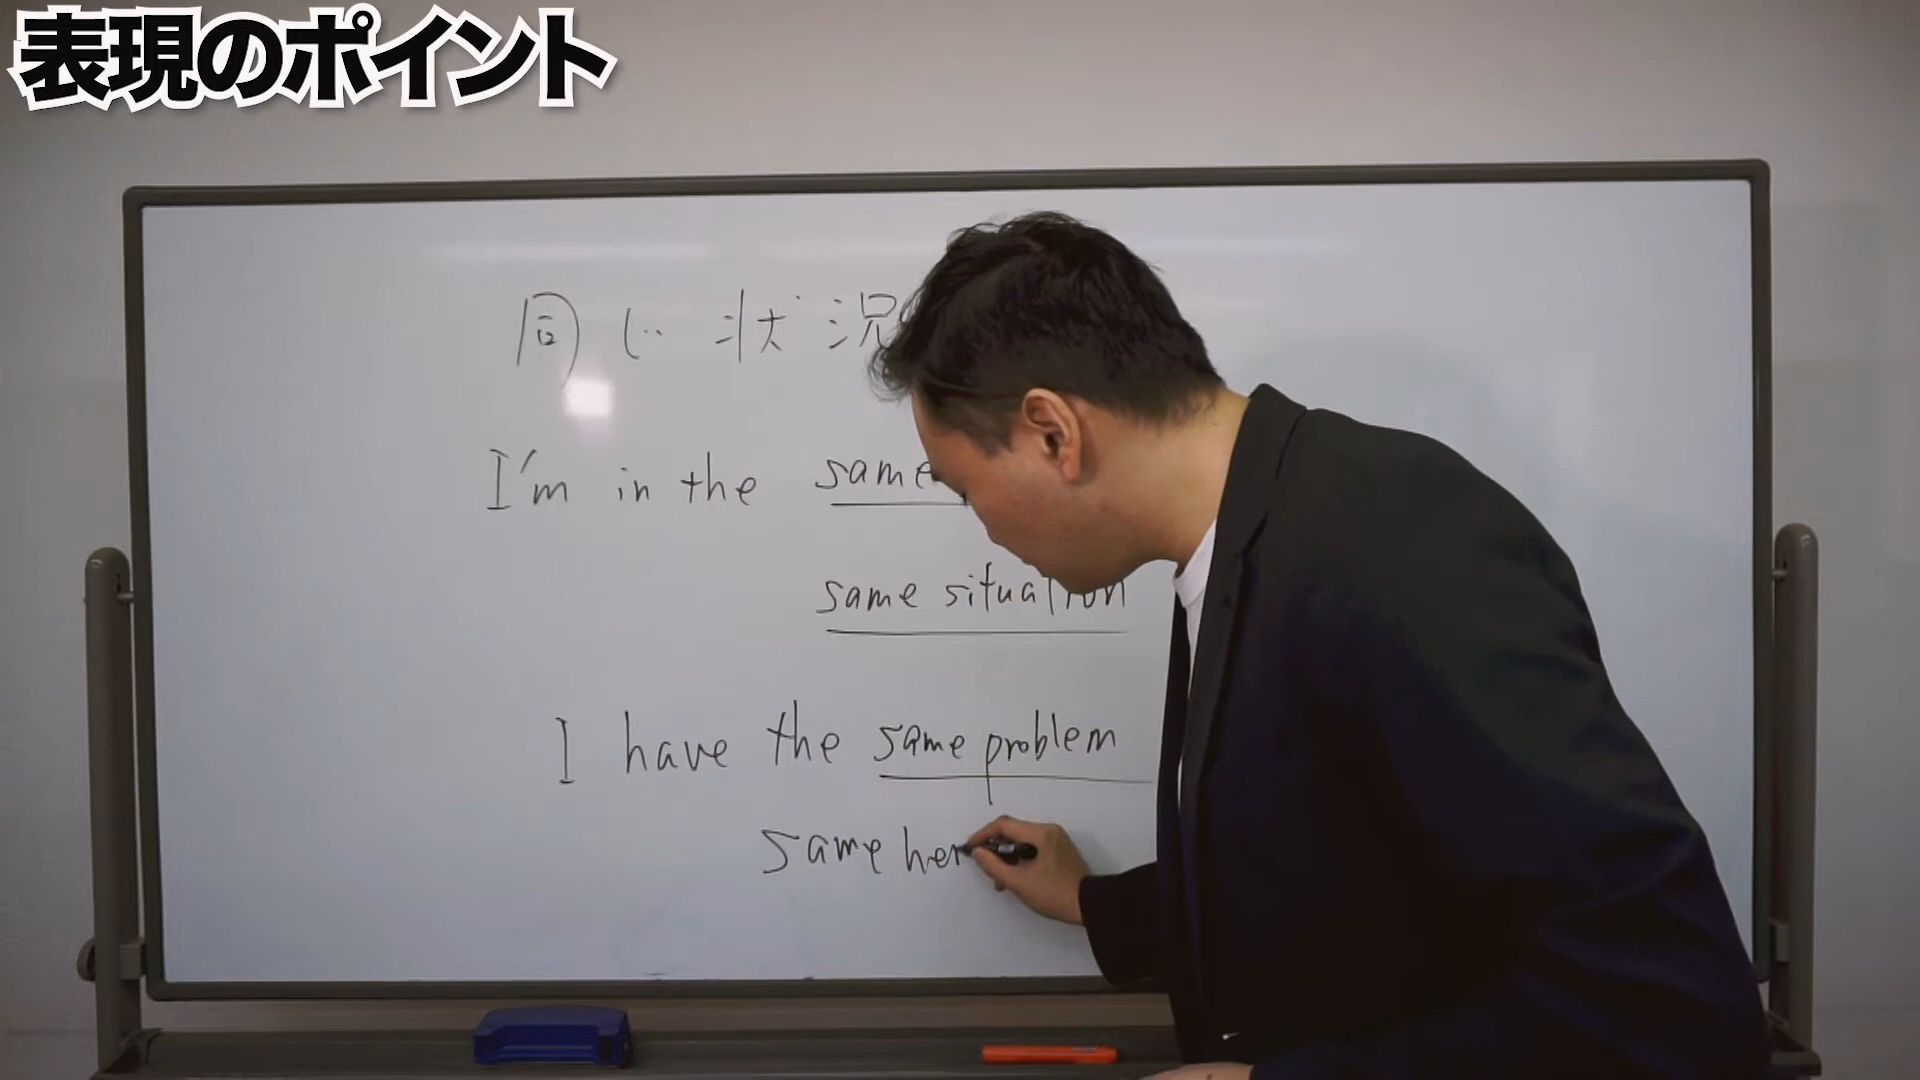 表現のポイント
同じ状況
I'm in the same
same situation
I have the same problem
same her